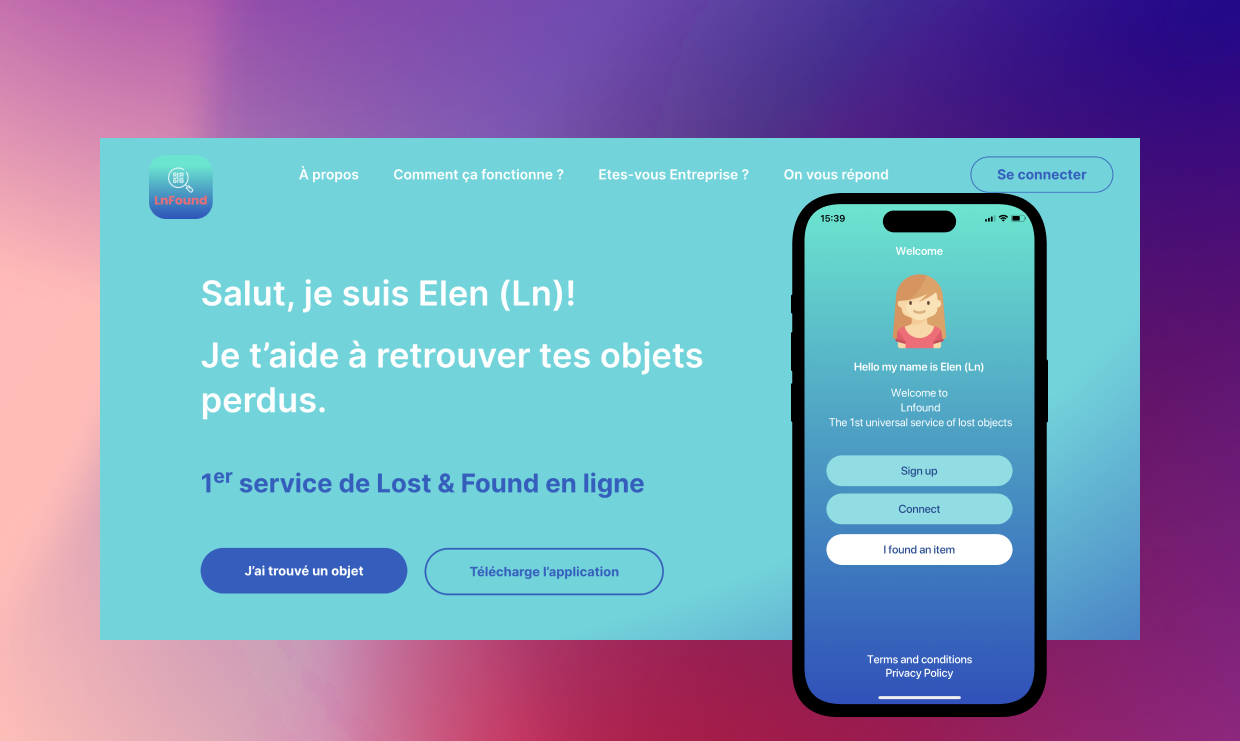 LnFound
À propos
Comment ça fonctionne ?
Etes-vous Entreprise ?
On vous répond
Se connecter
Salut, je suis Elen (Ln)!
Je t’aide à retrouver tes objets
perdus.
1er service de Lost & Found en ligne
J’ai trouvé un objet
Télécharge l’application
15:39
Welcome
Hello my name is Elen (Ln)
Welcome to
Lnfound
The 1st universal service of lost objects
Sign up
Connect
I found an item
Terms and conditions
Privacy Policy